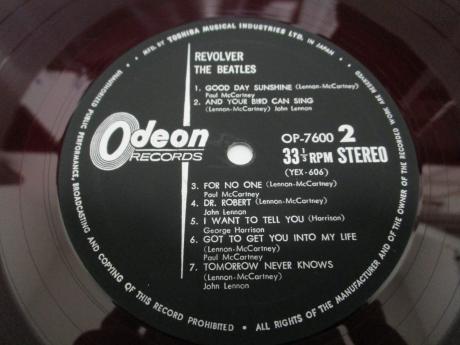 • MFG. BY TOSHIBA MUSICAL INDUSTRIES LTD. IN JAPAN •
REVOLVER
THE BEATLES
1. GOOD DAY SUNSHINE (Lennon-McCartney)
Paul McCartney
2. AND YOUR BIRD CAN SING
(Lennon-McCartney) John Lennon
Odeon
RECORDS
OP-7600 2
33⅓ RPM STEREO
(YEX-606)
3. FOR NO ONE (Lennon-McCartney)
Paul McCartney
4. DR. ROBERT (Lennon-McCartney)
John Lennon
5. I WANT TO TELL YOU (Harrison)
George Harrison
6. GOT TO GET YOU INTO MY LIFE
(Lennon-McCartney)
Paul McCartney
7. TOMORROW NEVER KNOWS
(Lennon-McCartney)
John Lennon
UNAUTHORIZED PUBLIC PERFORMANCE, BROADCASTING AND COPYING OF THIS RECORD PROHIBITED • ALL RIGHTS OF THE MANUFACTURER AND OF THE OWNER OF THE RECORDED WORK ARE RESERVED